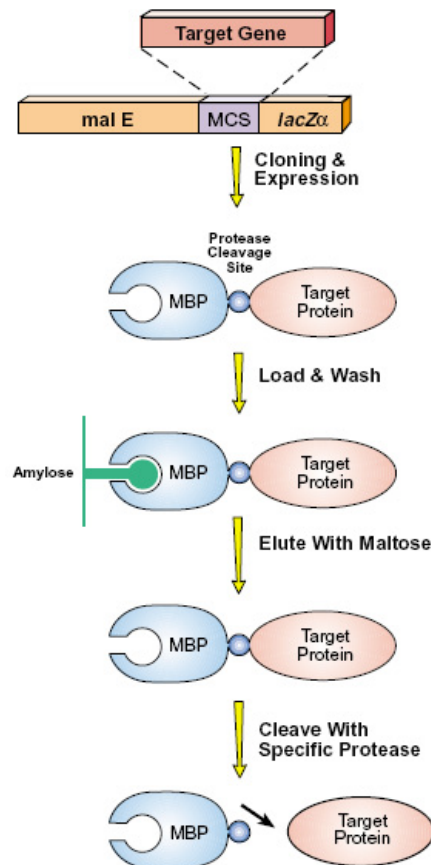 Target Gene
mal E
MCS
lacZα
Cloning &
Expression
Protease
Cleavage
Site
MBP
Target
Protein
Load & Wash
Amylose
MBP
Target
Protein
Elute With Maltose
MBP
Target
Protein
Cleave With
Specific Protease
MBP
Target
Protein